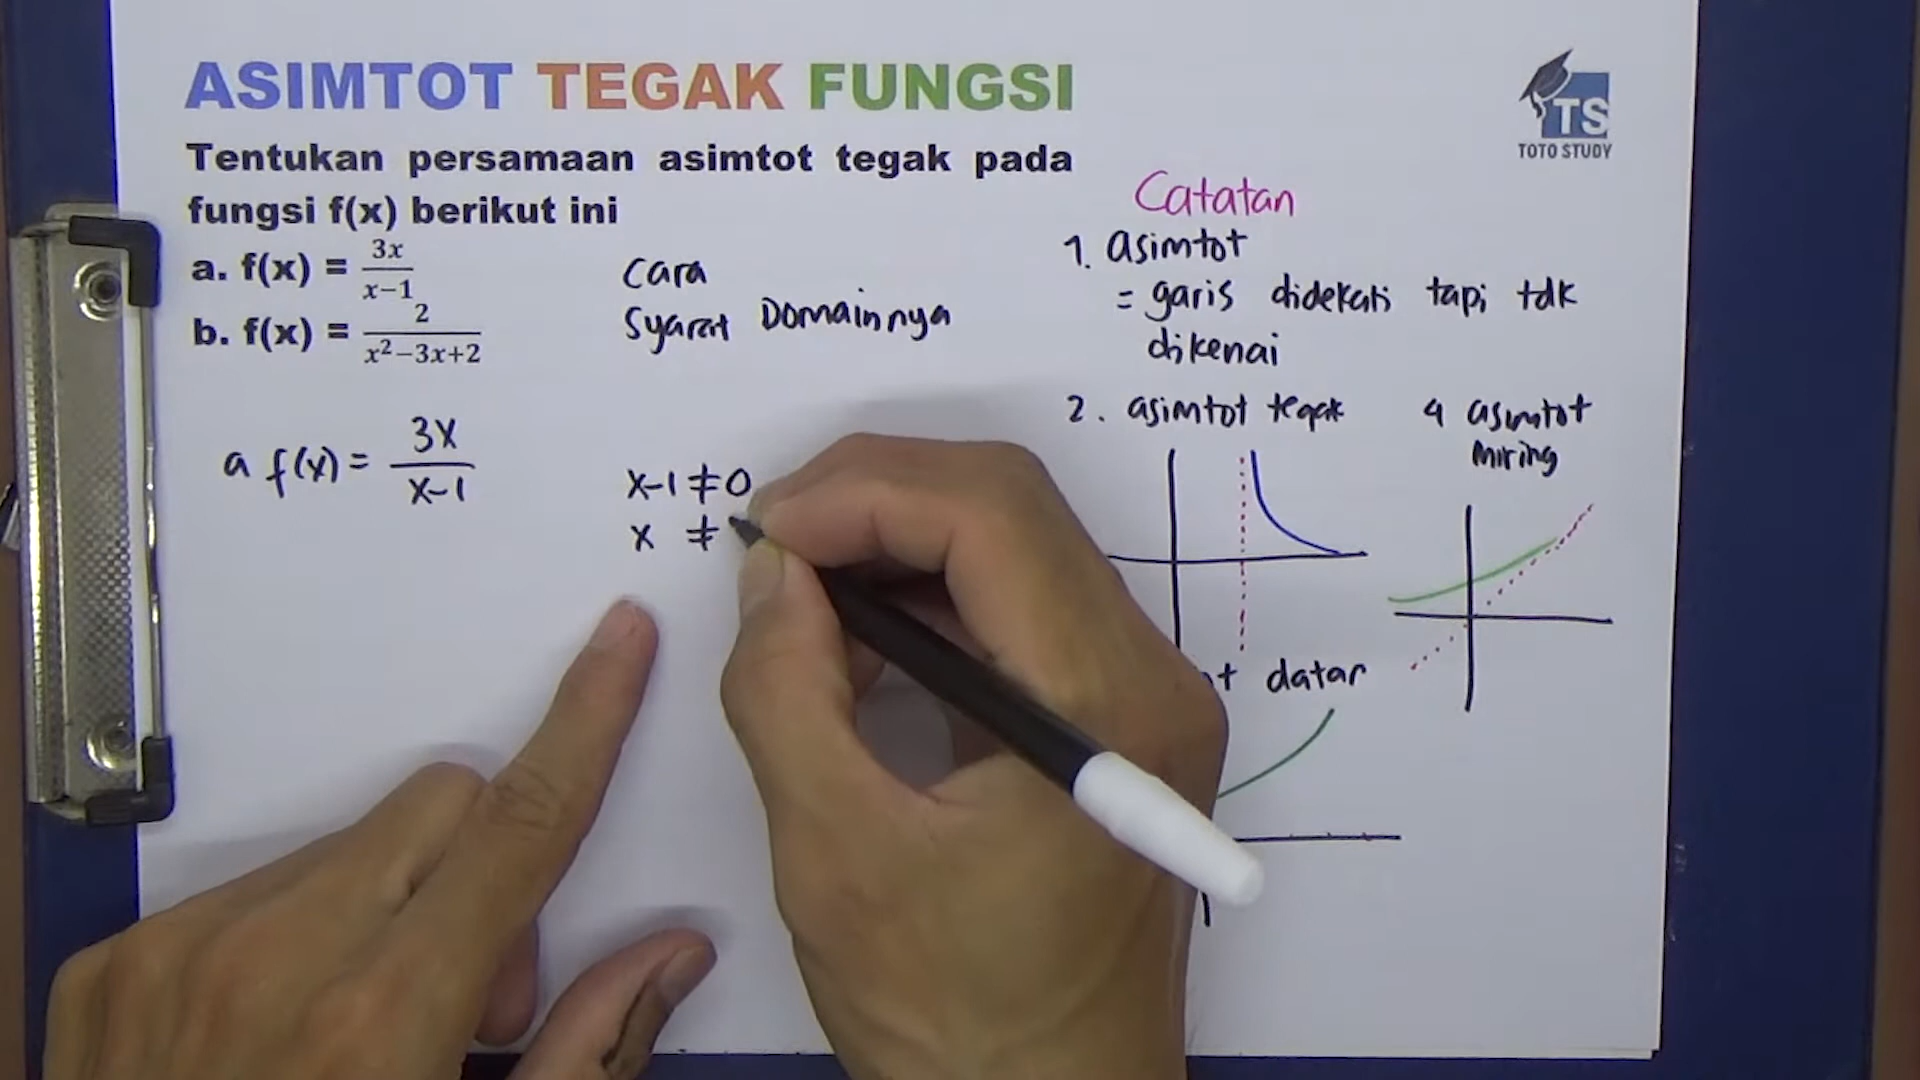 ASIMTOT TEGAK FUNGSI
Tentukan persamaan asimtot tegak pada
fungsi f(x) berikut ini
a. f(x) = 3x/(x−1)
b. f(x) = 2/(x²−3x+2)
Cara
Syarat Domainnya
a f(x) = 3x/(x-1)
x-1 ≠ 0
x ≠
TS
TOTO STUDY
Catatan
1. asimtot
= garis didekati tapi tdk
dikenai
2. asimtot tegak
datar
4 asimtot
miring